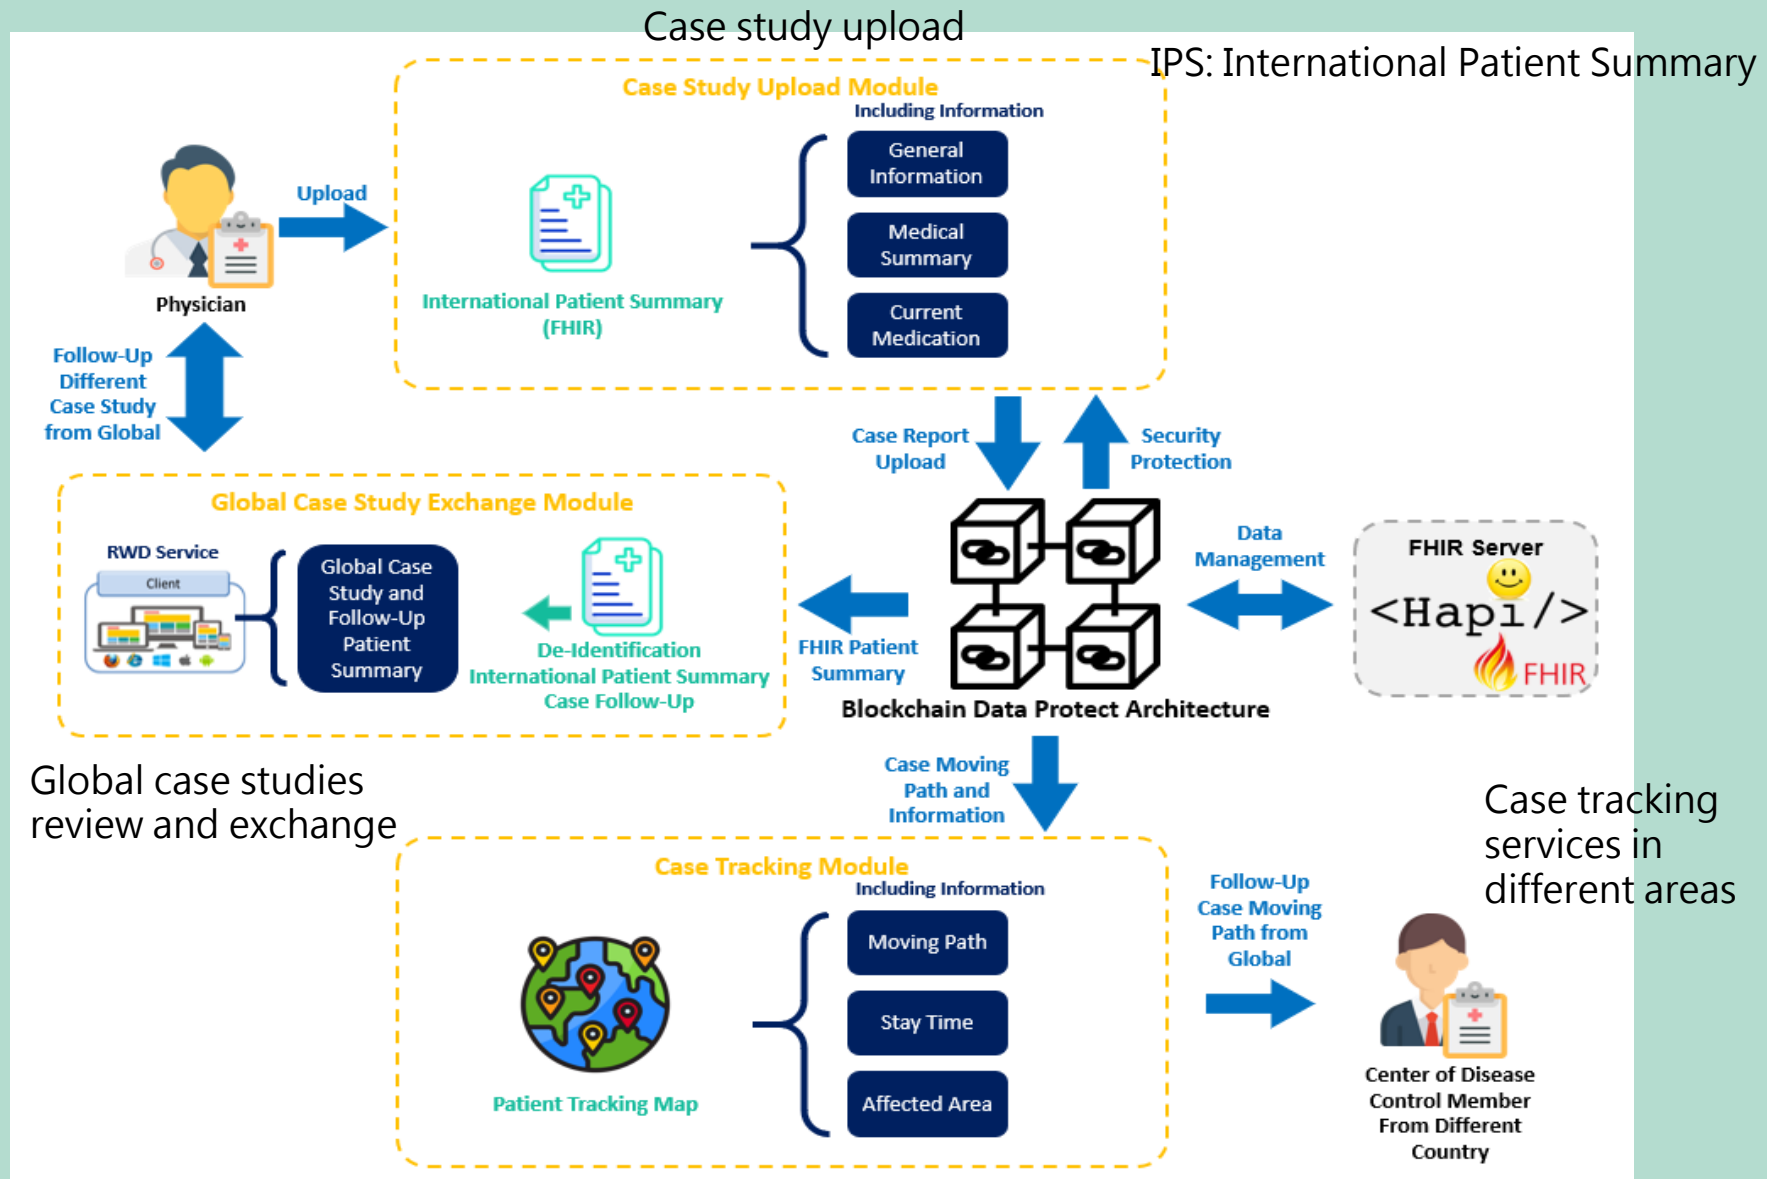 Case study upload
IPS: International Patient Summary
Case Study Upload Module
Including Information
General
Information
Medical
Summary
Current
Medication
International Patient Summary
(FHIR)
Upload
Physician
Follow-Up
Different
Case Study
from Global
Case Report
Upload
Security
Protection
Global Case Study Exchange Module
RWD Service
Client
Global Case
Study and
Follow-Up
Patient
Summary
De-Identification
International Patient Summary
Case Follow-Up
FHIR Patient
Summary
Blockchain Data Protect Architecture
Data
Management
FHIR Server
<Hapi/>
FHIR
Global case studies
review and exchange
Case Moving
Path and
Information
Case tracking
services in
different areas
Case Tracking Module
Including Information
Moving Path
Stay Time
Affected Area
Patient Tracking Map
Follow-Up
Case Moving
Path from
Global
Center of Disease
Control Member
From Different
Country